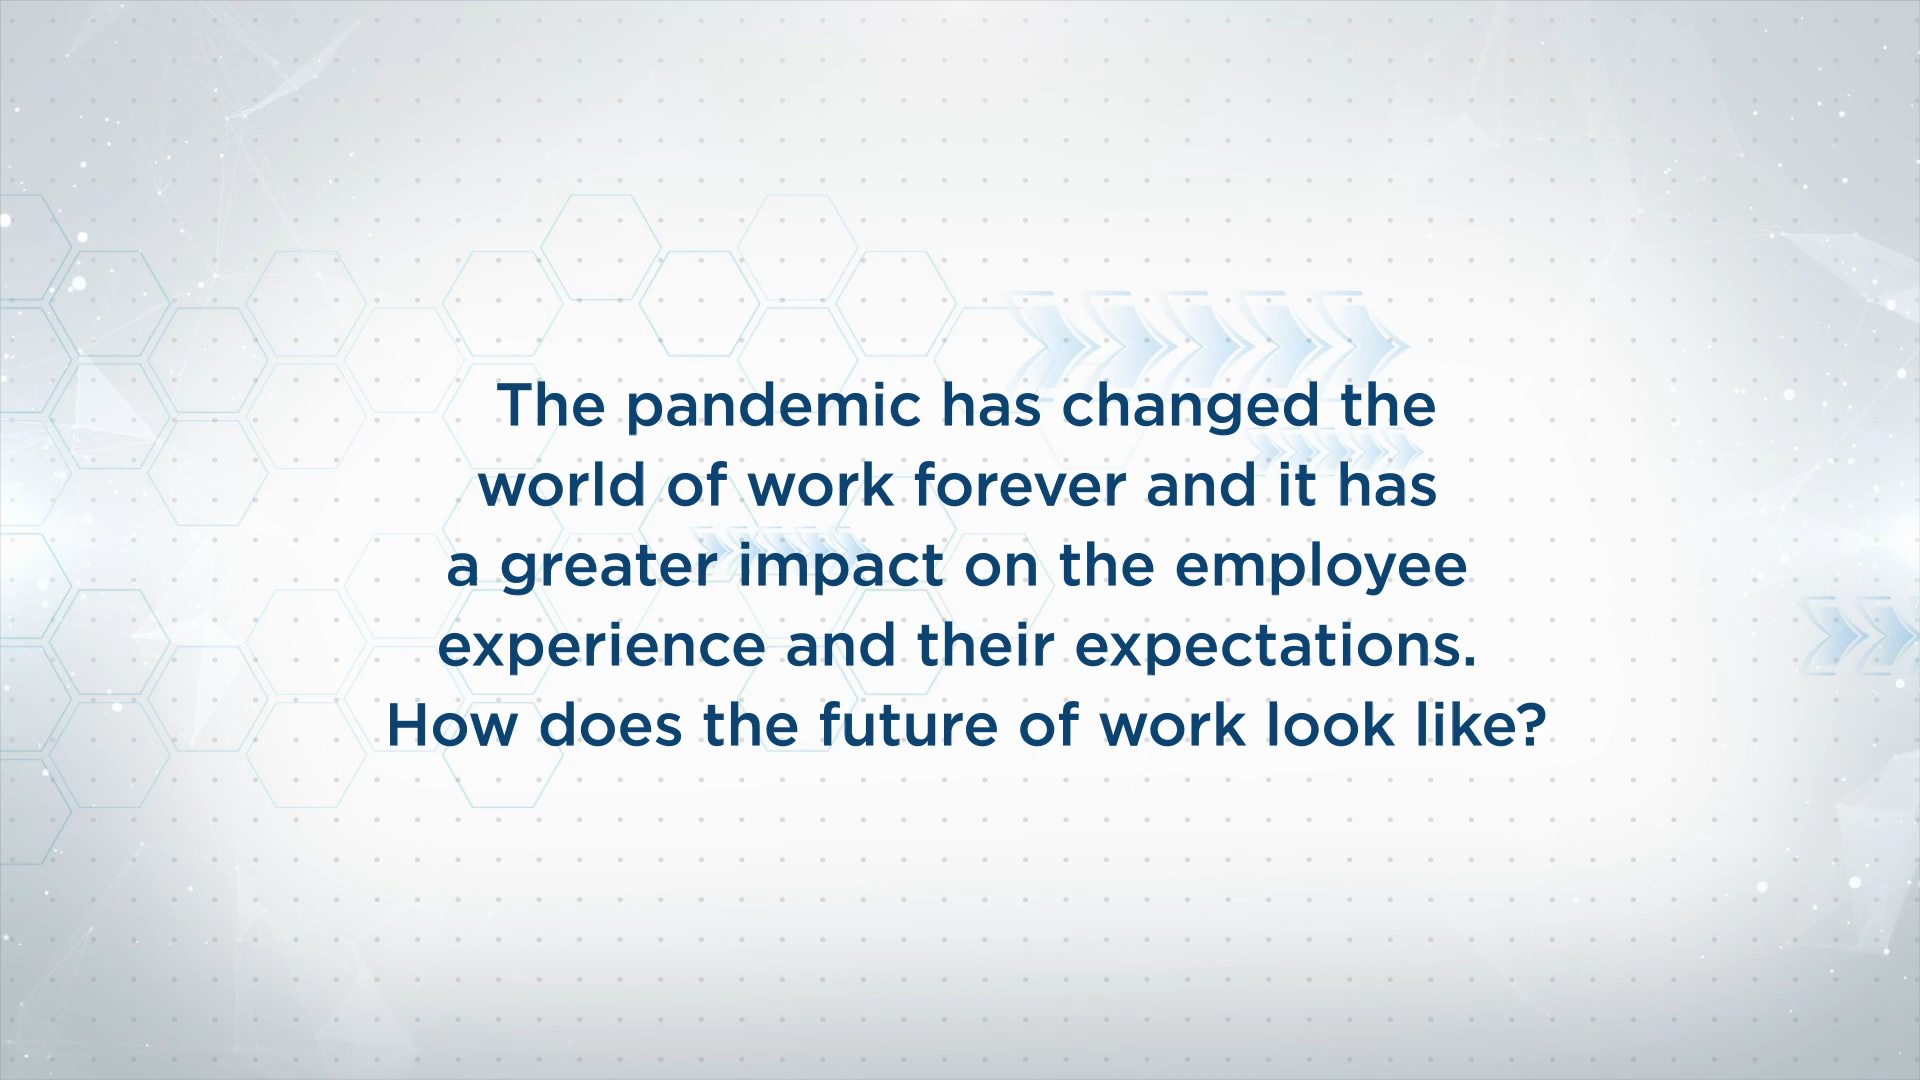 The pandemic has changed the
world of work forever and it has
a greater impact on the employee
experience and their expectations.
How does the future of work look like?